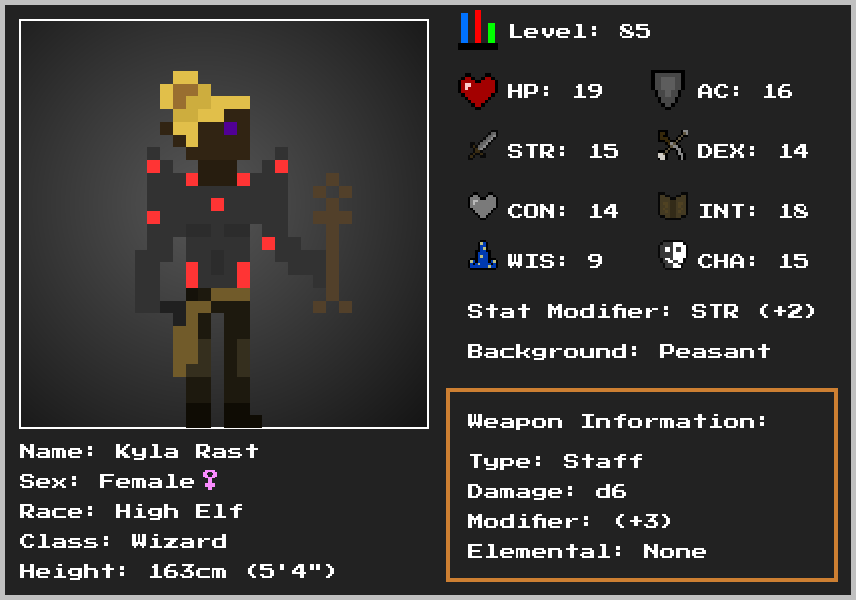 Level: 85
HP: 19
AC: 16
STR: 15
DEX: 14
CON: 14
INT: 18
WIS: 9
CHA: 15
Stat Modifier: STR (+2)
Background: Peasant
Weapon Information:
Type: Staff
Damage: d6
Modifier: (+3)
Elemental: None
Name: Kyla Rast
Sex: Female♀
Race: High Elf
Class: Wizard
Height: 163cm (5'4")